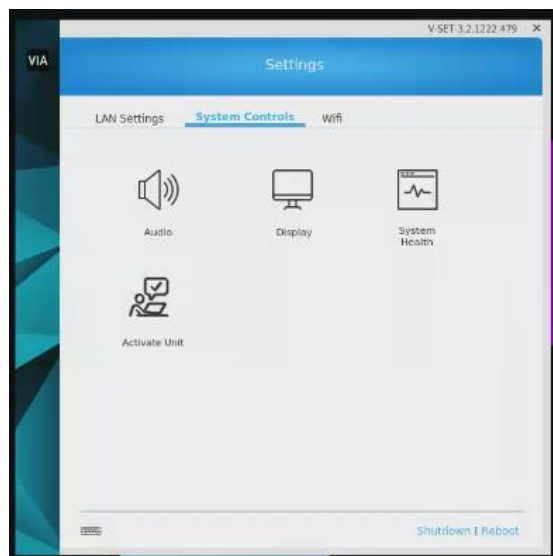 V-SET-3.2.1222.479 X
VIA
Settings
LAN Settings System Controls Wifi
Audio Display System
Health
Activate Unit
Shutdown | Reboot